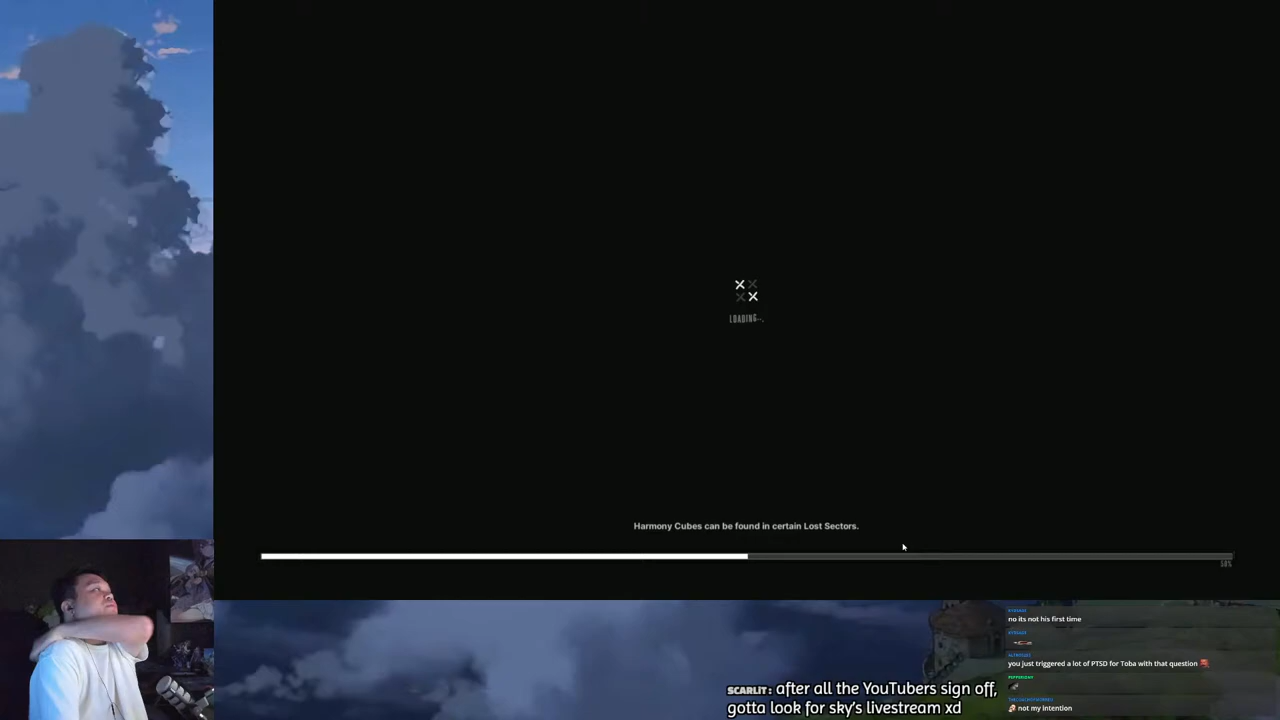 LOADING...
Harmony Cubes can be found in certain Lost Sectors.
50%
no its not his first time
you just triggered a lot of PTSD for Toba with that question
not my intention
SCARLIT: after all the YouTubers sign off,
gotta look for sky's livestream xd